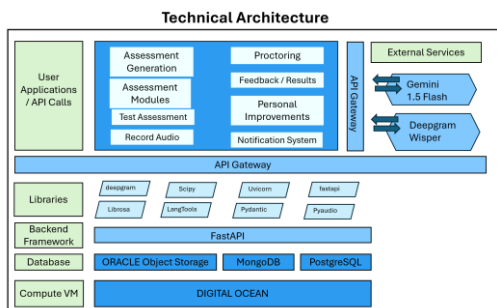 Technical Architecture
User
Applications
/ API Calls
Assessment
Generation
Assessment
Modules
Test Assessment
Record Audio
Proctoring
Feedback / Results
Personal
Improvements
Notification System
API Gateway
External Services
Gemini
1.5 Flash
Deepgram
Wisper
API Gateway
Libraries
deepgram
Scipy
Uvicorn
fastapi
Librosa
LangTools
Pydantic
Pyaudio
Backend
Framework
FastAPI
Database
ORACLE Object Storage
MongoDB
PostgreSQL
Compute VM
DIGITAL OCEAN